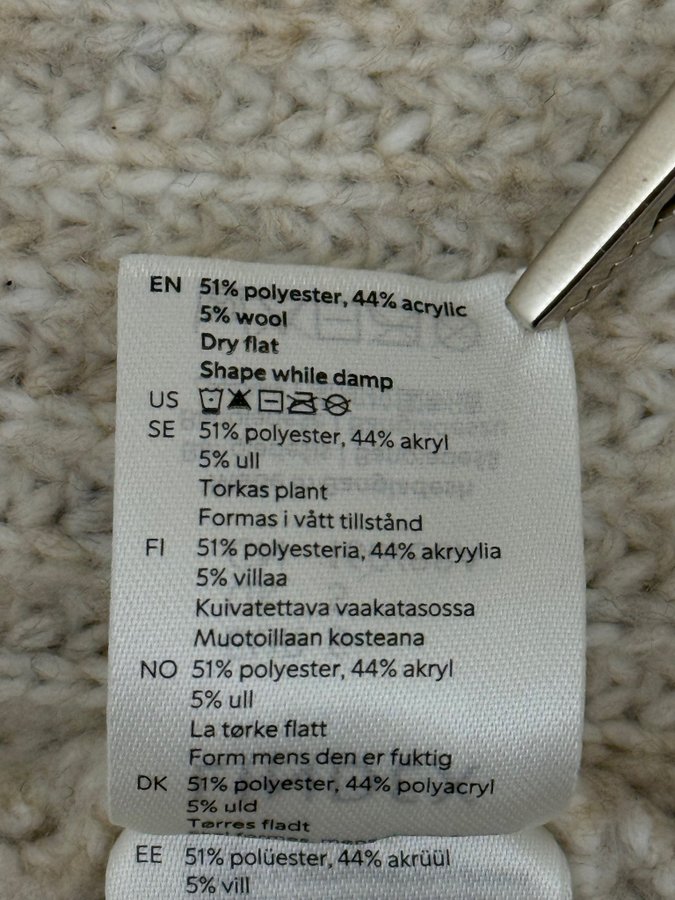 EN 51% polyester, 44% acrylic
5% wool
Dry flat
Shape while damp
US
SE 51% polyester, 44% akryl
5% ull
Torkas plant
Formas i vått tillstånd
FI 51% polyesteria, 44% akryylia
5% villaa
Kuivatettava vaakatasossa
Muotoillaan kosteana
NO 51% polyester, 44% akryl
5% ull
La tørke flatt
Form mens den er fuktig
DK 51% polyester, 44% polyacryl
5% uld
Tørres fladt
EE 51% polüester, 44% akrüül
5% vill